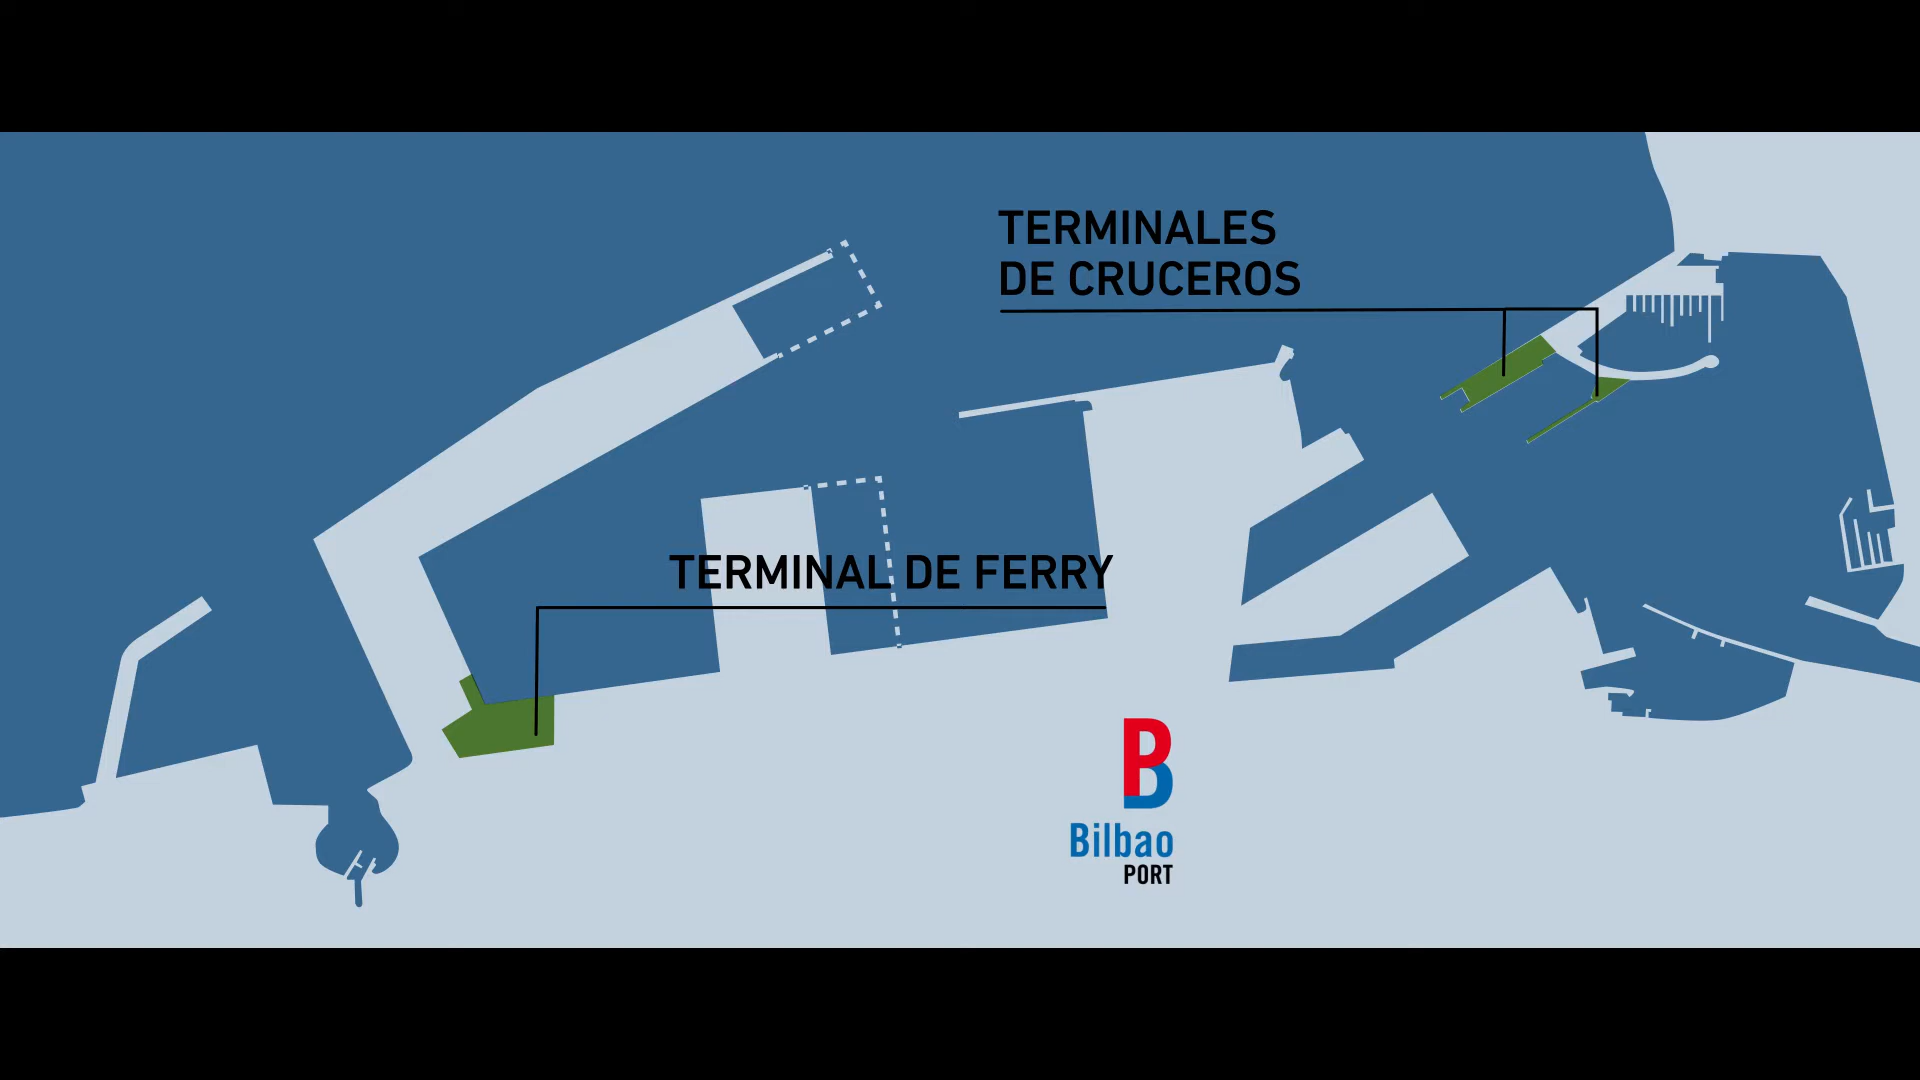 TERMINALES
DE CRUCEROS
TERMINAL DE FERRY
B
Bilbao
PORT